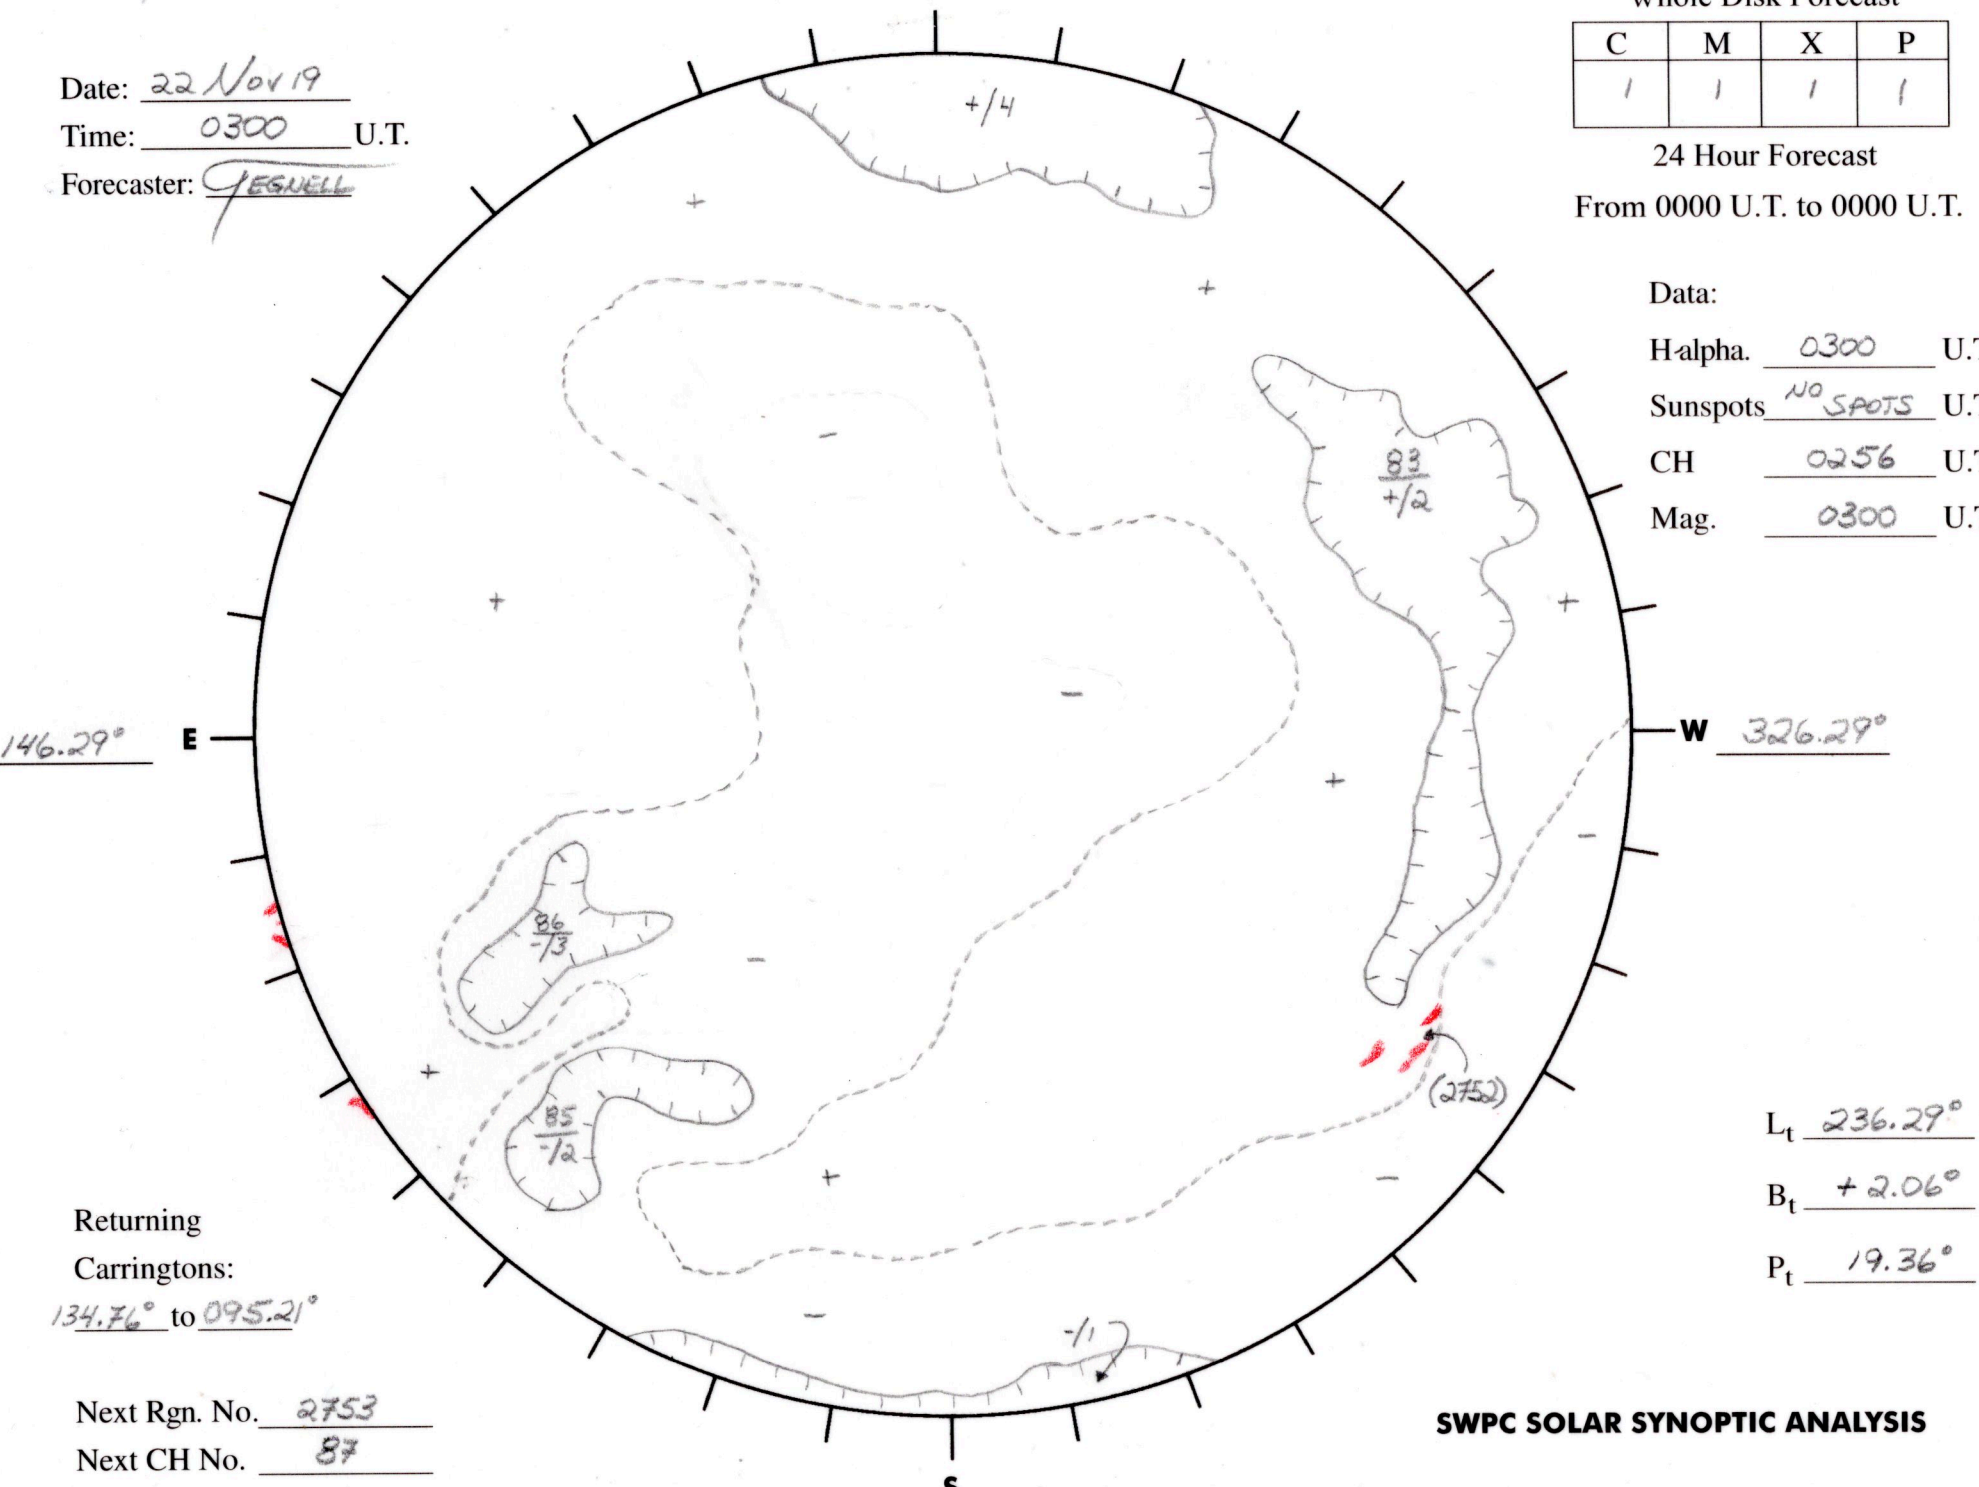 Whole Disk Forecast
C M X P
1 1 1 1
24 Hour Forecast
From 0000 U.T. to 0000 U.T.
Date: 22 Nov 19
Time: 0300 U.T.
Forecaster: TEGNELL
Data:
H-alpha. 0300 U.T
Sunspots NO SPOTS U.T
CH 0256 U.T
Mag. 0300 U.T
+/4
+
+
-
83
+/2
+
+
-
146.29° E
W 326.29°
+
-
86
-/3
-
+
(2752)
85
-/2
+
-
Lt 236.29°
Bt +2.06°
Pt 19.36°
Returning
Carringtons:
134.76° to 095.21°
-
-/1
Next Rgn. No. 2753
Next CH No. 87
SWPC SOLAR SYNOPTIC ANALYSIS
S